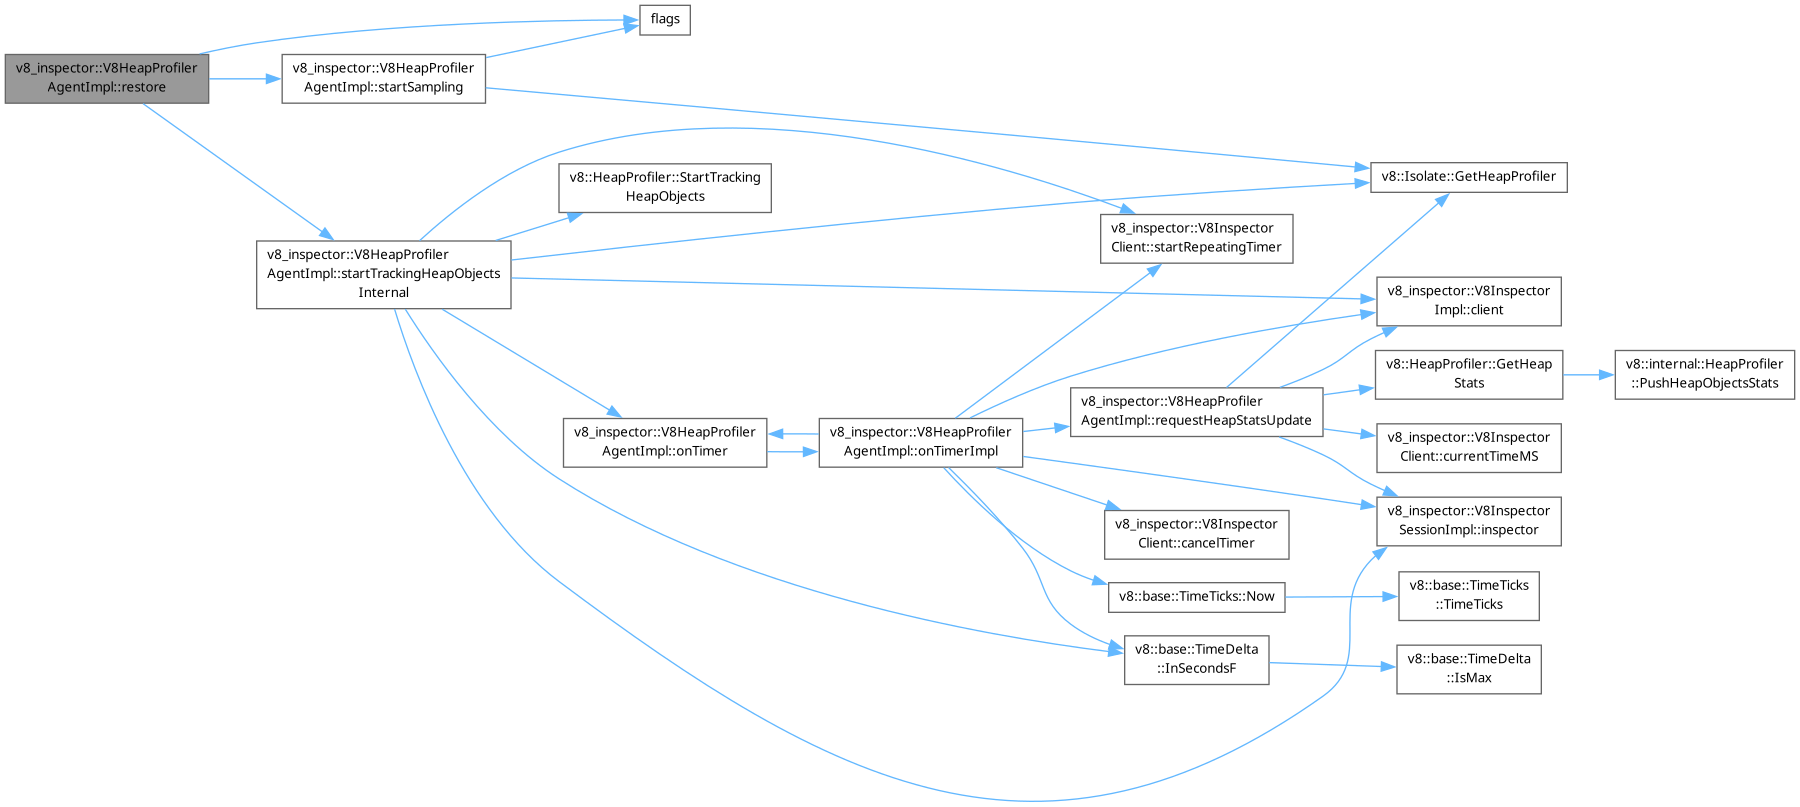 flags
v8_inspector::V8HeapProfiler
AgentImpl::restore
v8_inspector::V8HeapProfiler
AgentImpl::startSampling
v8::HeapProfiler::StartTracking
HeapObjects
v8::Isolate::GetHeapProfiler
v8_inspector::V8Inspector
Client::startRepeatingTimer
v8_inspector::V8HeapProfiler
AgentImpl::startTrackingHeapObjects
Internal
v8_inspector::V8Inspector
Impl::client
v8::HeapProfiler::GetHeap
Stats
v8::internal::HeapProfiler
::PushHeapObjectsStats
v8_inspector::V8HeapProfiler
AgentImpl::requestHeapStatsUpdate
v8_inspector::V8HeapProfiler
AgentImpl::onTimer
v8_inspector::V8HeapProfiler
AgentImpl::onTimerImpl
v8_inspector::V8Inspector
Client::currentTimeMS
v8_inspector::V8Inspector
SessionImpl::inspector
v8_inspector::V8Inspector
Client::cancelTimer
v8::base::TimeTicks::Now
v8::base::TimeTicks
::TimeTicks
v8::base::TimeDelta
::InSecondsF
v8::base::TimeDelta
::IsMax